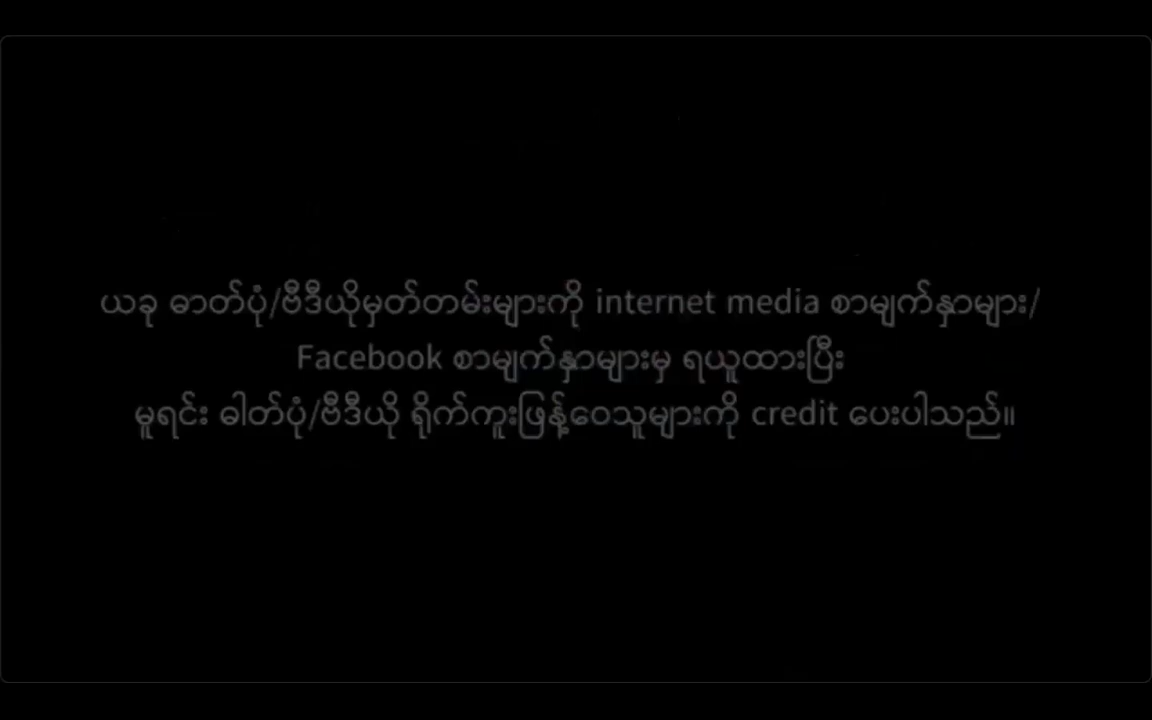 ယခု ဓာတ်ပုံ/ဗီဒီယိုမှတ်တမ်းများကို internet media စာမျက်နှာများ/
Facebook စာမျက်နှာများမှ ရယူထားပြီး
မူရင်း ဓါတ်ပုံ/ဗီဒီယို ရိုက်ကူးဖြန့်ဝေသူများကို credit ပေးပါသည်။